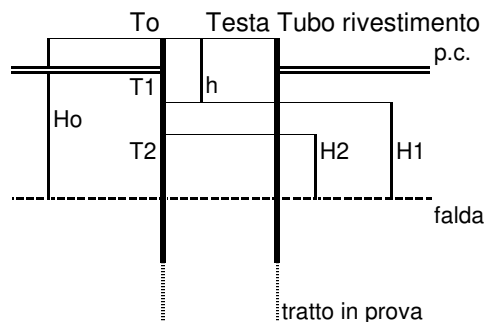 To Testa Tubo rivestimento
p.c.
T1 h
Ho
T2 H2 H1
falda
tratto in prova